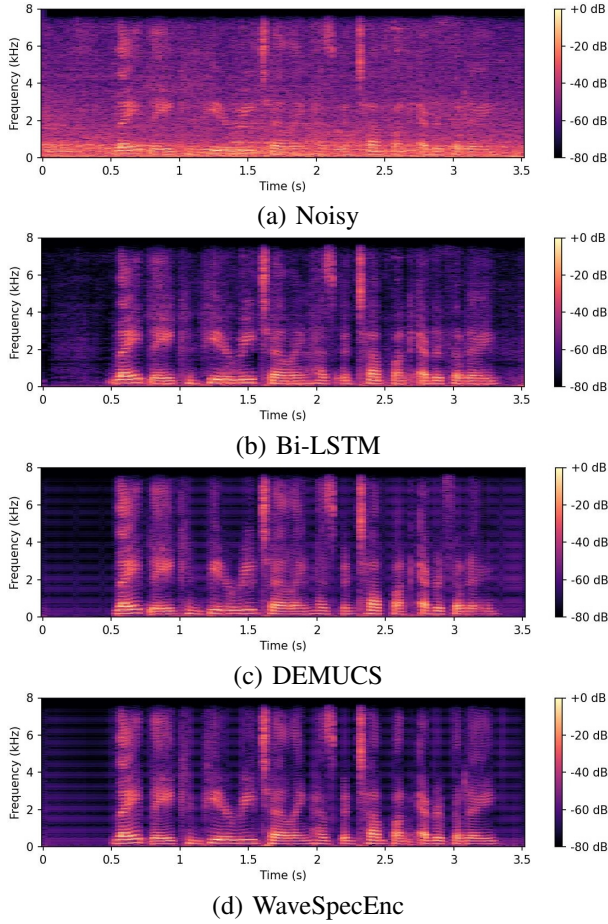 8
+0 dB
6
-20 dB
4
-40 dB
2
-60 dB
0
-80 dB
Frequency (kHz)
0 0.5 1 1.5 2 2.5 3 3.5
Time (s)
(a) Noisy
8
+0 dB
6
-20 dB
4
-40 dB
2
-60 dB
0
-80 dB
Frequency (kHz)
0 0.5 1 1.5 2 2.5 3 3.5
Time (s)
(b) Bi-LSTM
8
+0 dB
6
-20 dB
4
-40 dB
2
-60 dB
0
-80 dB
Frequency (kHz)
0 0.5 1 1.5 2 2.5 3 3.5
Time (s)
(c) DEMUCS
8
+0 dB
6
-20 dB
4
-40 dB
2
-60 dB
0
-80 dB
Frequency (kHz)
0 0.5 1 1.5 2 2.5 3 3.5
Time (s)
(d) WaveSpecEnc